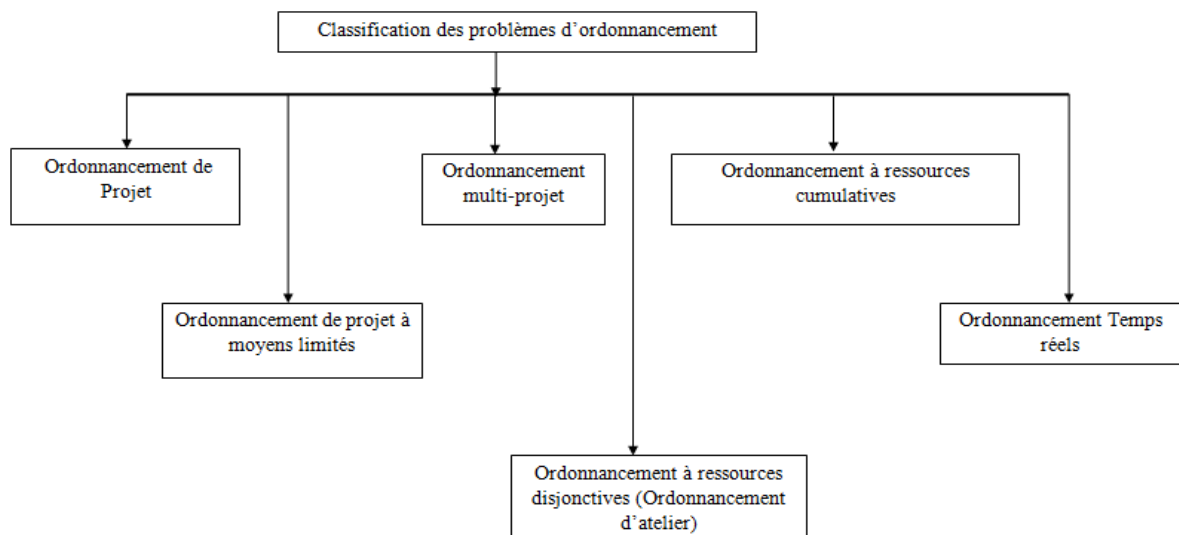 Classification des problèmes d'ordonnancement
Ordonnancement de
Projet
Ordonnancement
multi-projet
Ordonnancement à ressources
cumulatives
Ordonnancement de projet à
moyens limités
Ordonnancement Temps
réels
Ordonnancement à ressources
disjonctives (Ordonnancement
d'atelier)